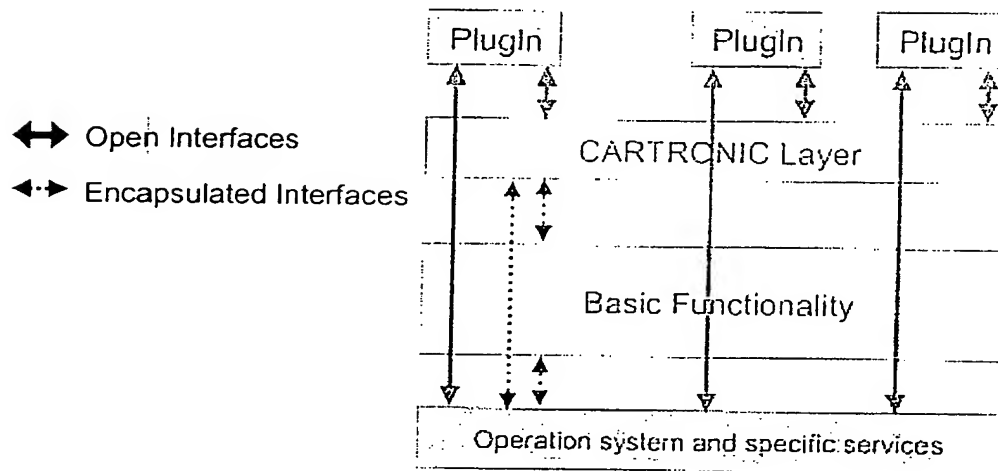 PlugIn PlugIn PlugIn
Open Interfaces
CARTRONIC Layer
Encapsulated Interfaces
Basic Functionality
Operation system and specific services